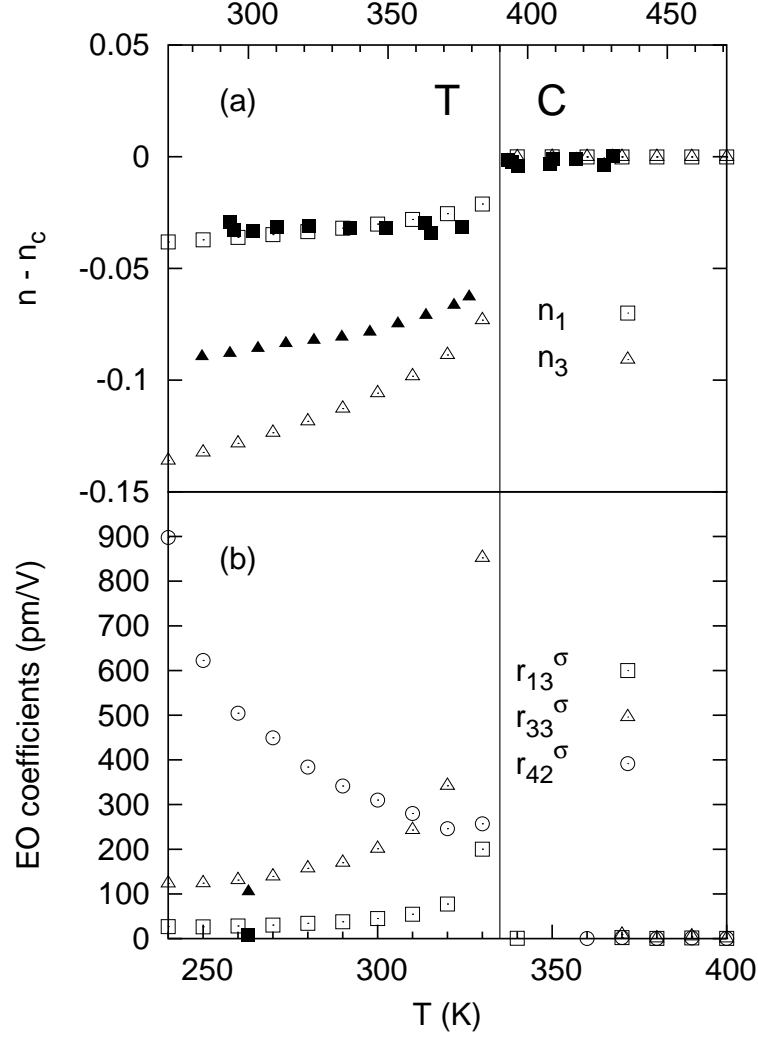 300 350 400 450
0.05
(a) T C
0
n - n_c
-0.05
n_1
n_3
-0.1
-0.15
900
(b)
800
700
600
r_13^σ
500
r_33^σ
400
r_42^σ
300
200
100
0
EO coefficients (pm/V)
250 300 350 400
T (K)